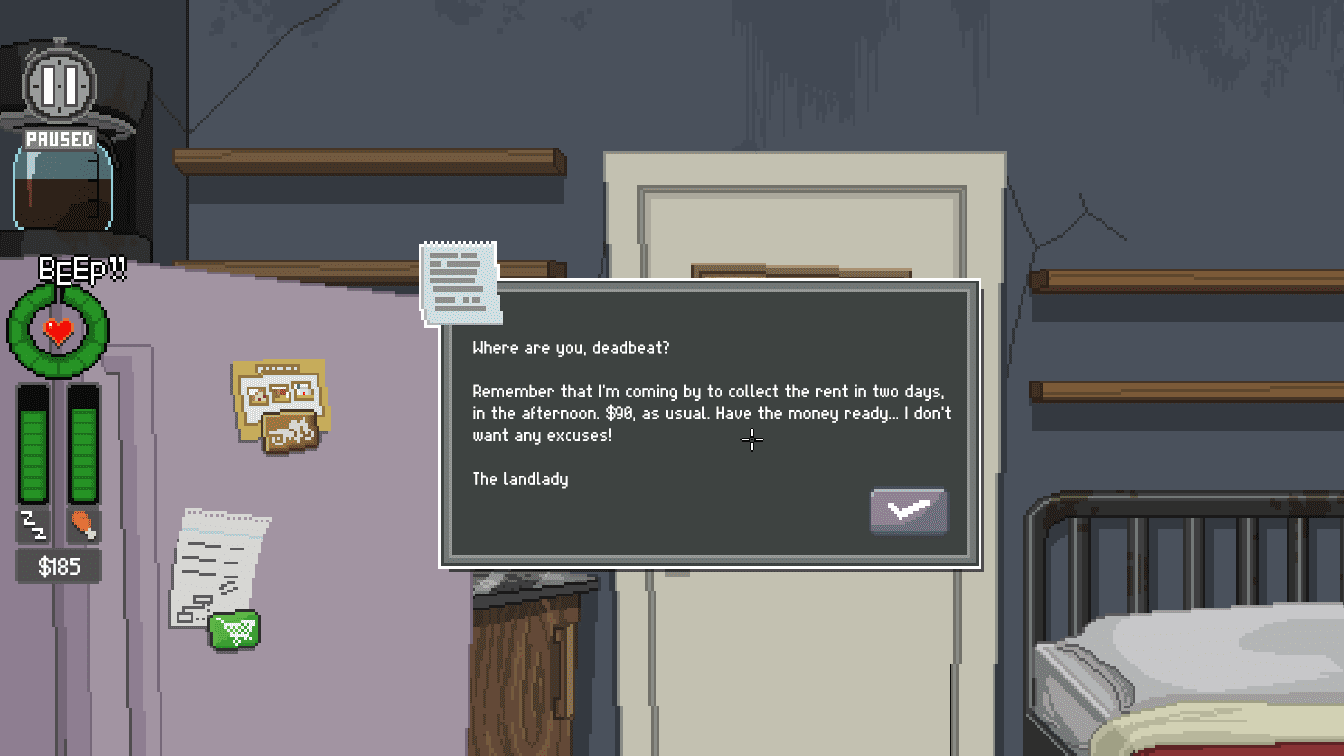 PAUSED
BEEP!!
Where are you, deadbeat?
Remember that I'm coming by to collect the rent in two days,
in the afternoon. $90, as usual. Have the money ready... I don't
want any excuses!
The landlady
$185